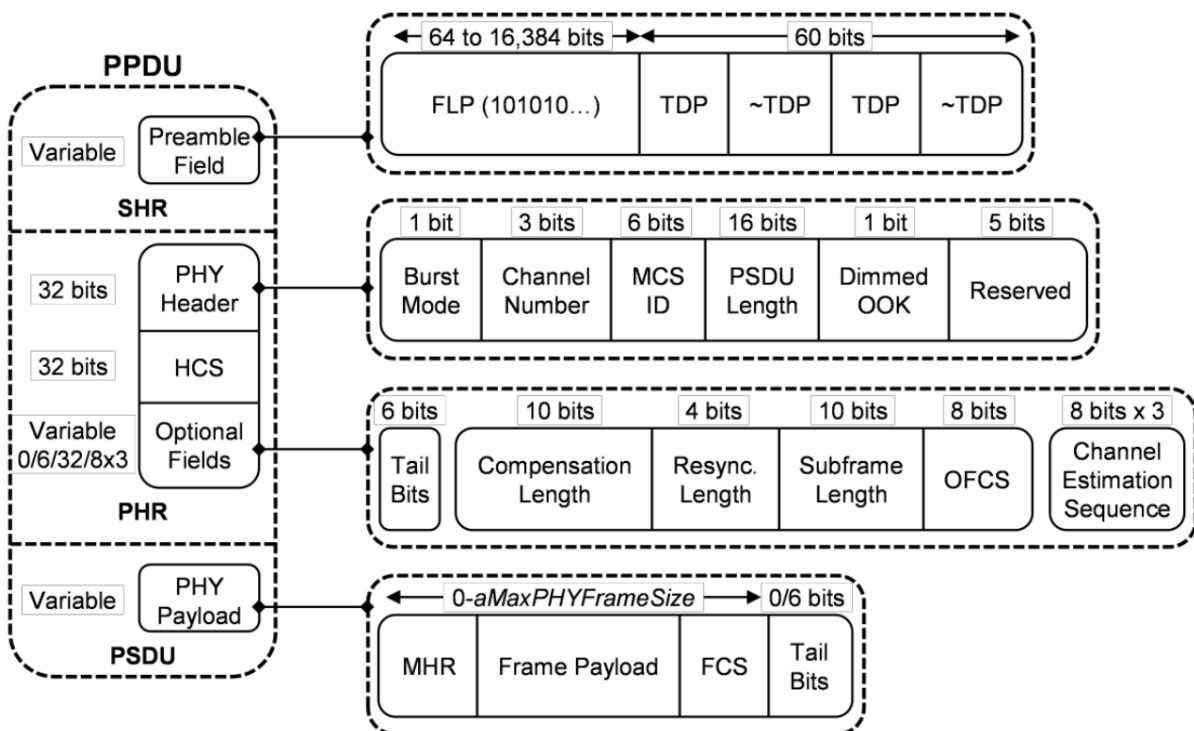 64 to 16,384 bits
60 bits
PPDU
FLP (101010...)
TDP
~TDP
TDP
~TDP
Variable
Preamble
Field
SHR
1 bit
3 bits
6 bits
16 bits
1 bit
5 bits
32 bits
PHY
Header
Burst
Mode
Channel
Number
MCS
ID
PSDU
Length
Dimmed
OOK
Reserved
32 bits
HCS
Variable
0/6/32/8x3
Optional
Fields
PHR
6 bits
10 bits
4 bits
10 bits
8 bits
8 bits x 3
Tail
Bits
Compensation
Length
Resync.
Length
Subframe
Length
OFCS
Channel
Estimation
Sequence
Variable
PHY
Payload
PSDU
0-aMaxPHYFrameSize
0/6 bits
MHR
Frame Payload
FCS
Tail
Bits